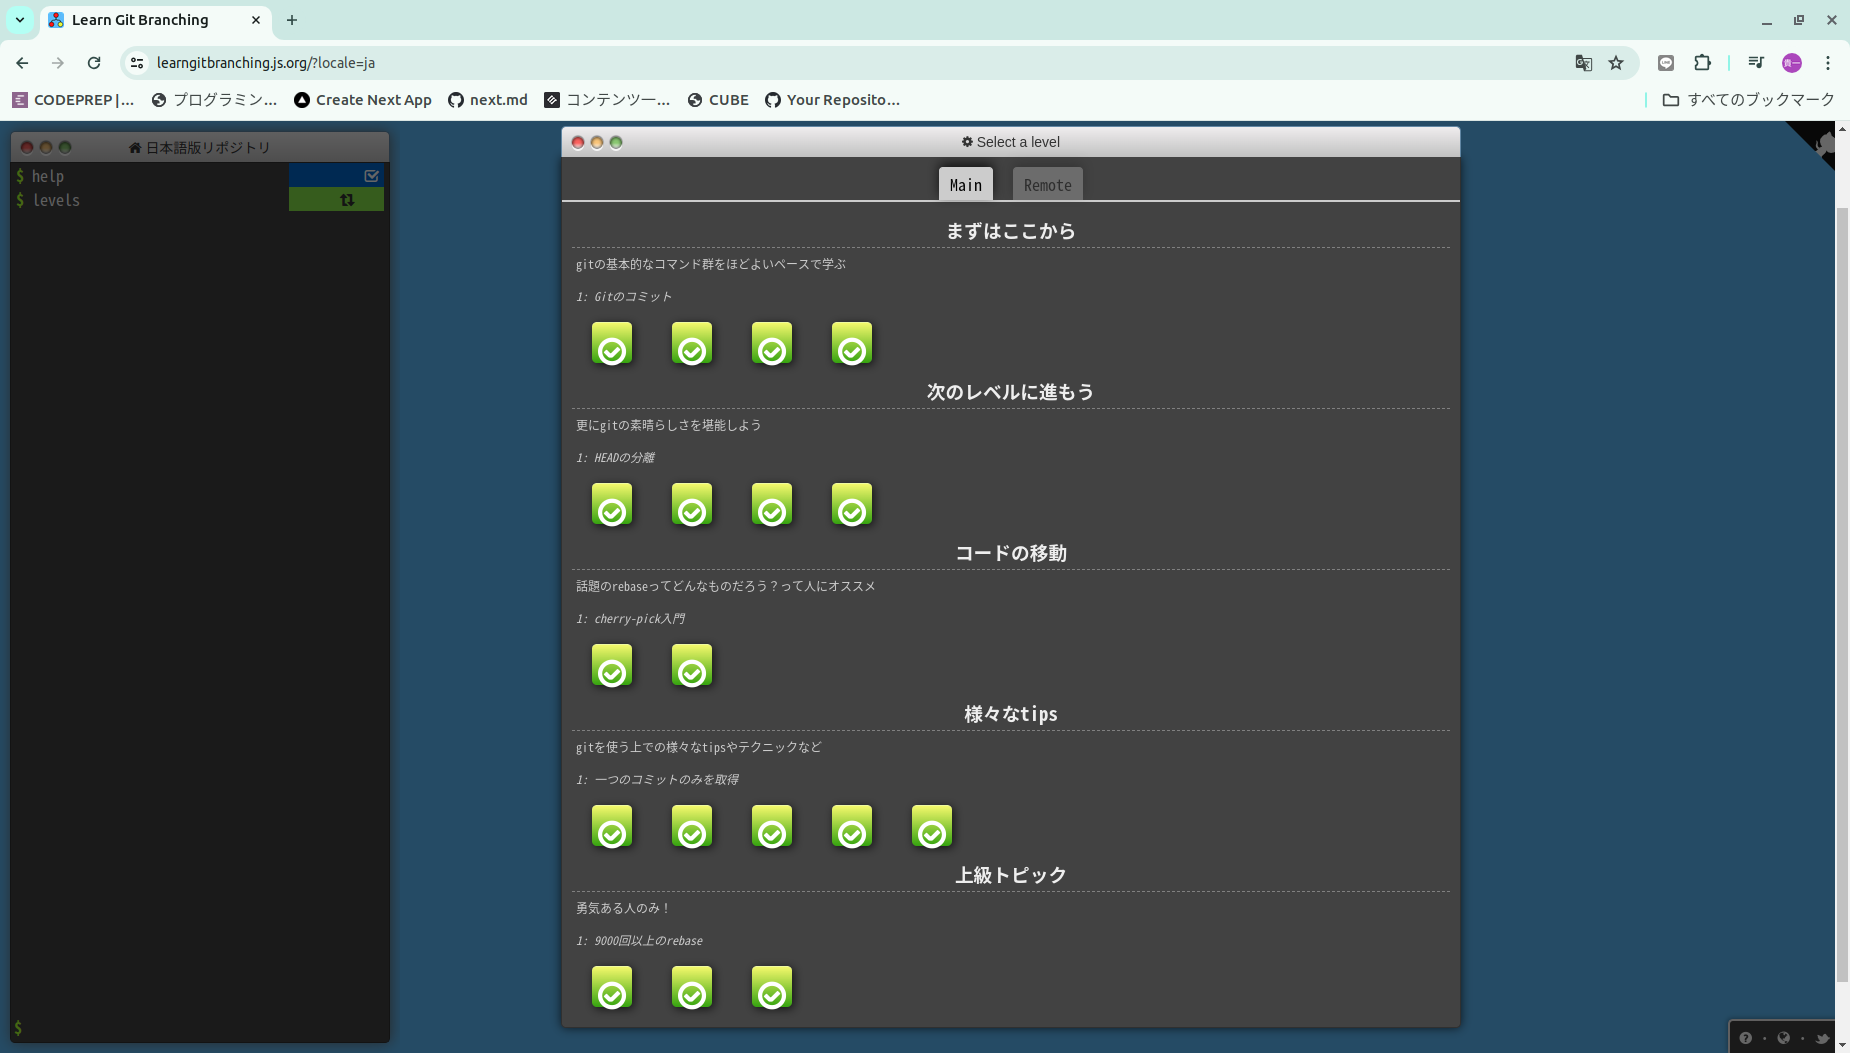 Learn Git Branching
learngitbranching.js.org/?locale=ja
貴一
CODEPREP |...
プログラミン...
Create Next App
next.md
コンテンツー...
CUBE
Your Reposito...
すべてのブックマーク
日本語版リポジトリ
$ help
$ levels
$
Select a level
Main
Remote
まずはここから
gitの基本的なコマンド群をほどよいペースで学ぶ
1: Gitのコミット
次のレベルに進もう
更にgitの素晴らしさを堪能しよう
1: HEADの分離
コードの移動
話題のrebaseってどんなものだろう？って人にオススメ
1: cherry-pick入門
様々なtips
gitを使う上での様々なtipsやテクニックなど
1: 一つのコミットのみを取得
上級トピック
勇気ある人のみ！
1: 9000回以上のrebase